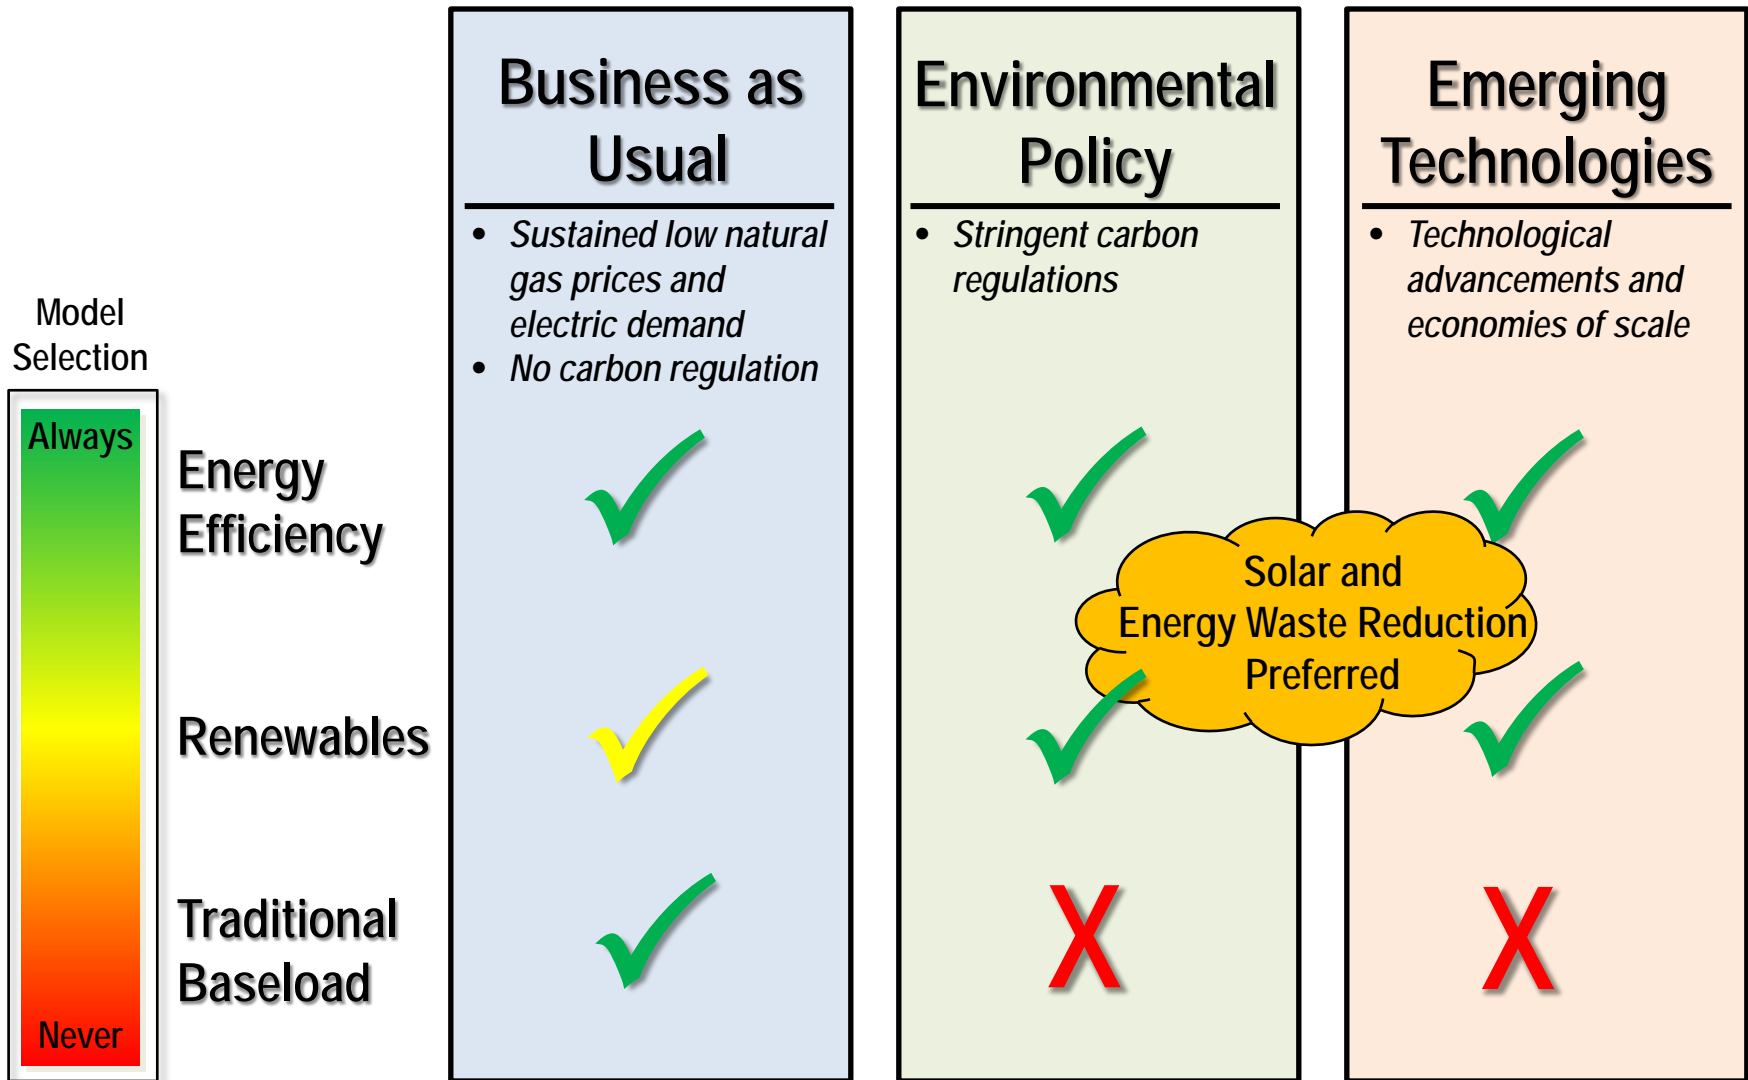 Business as
Usual
• Sustained low natural
gas prices and
electric demand
• No carbon regulation
Environmental
Policy
• Stringent carbon
regulations
Emerging
Technologies
• Technological
advancements and
economies of scale
Model
Selection
Always
Never
Energy
Efficiency
Renewables
Traditional
Baseload
Solar and
Energy Waste Reduction
Preferred
X
X